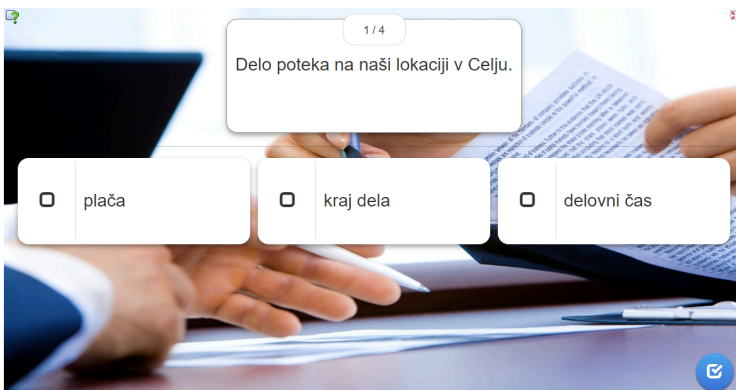 1 / 4
Delo poteka na naši lokaciji v Celju.
plača
kraj dela
delovni čas